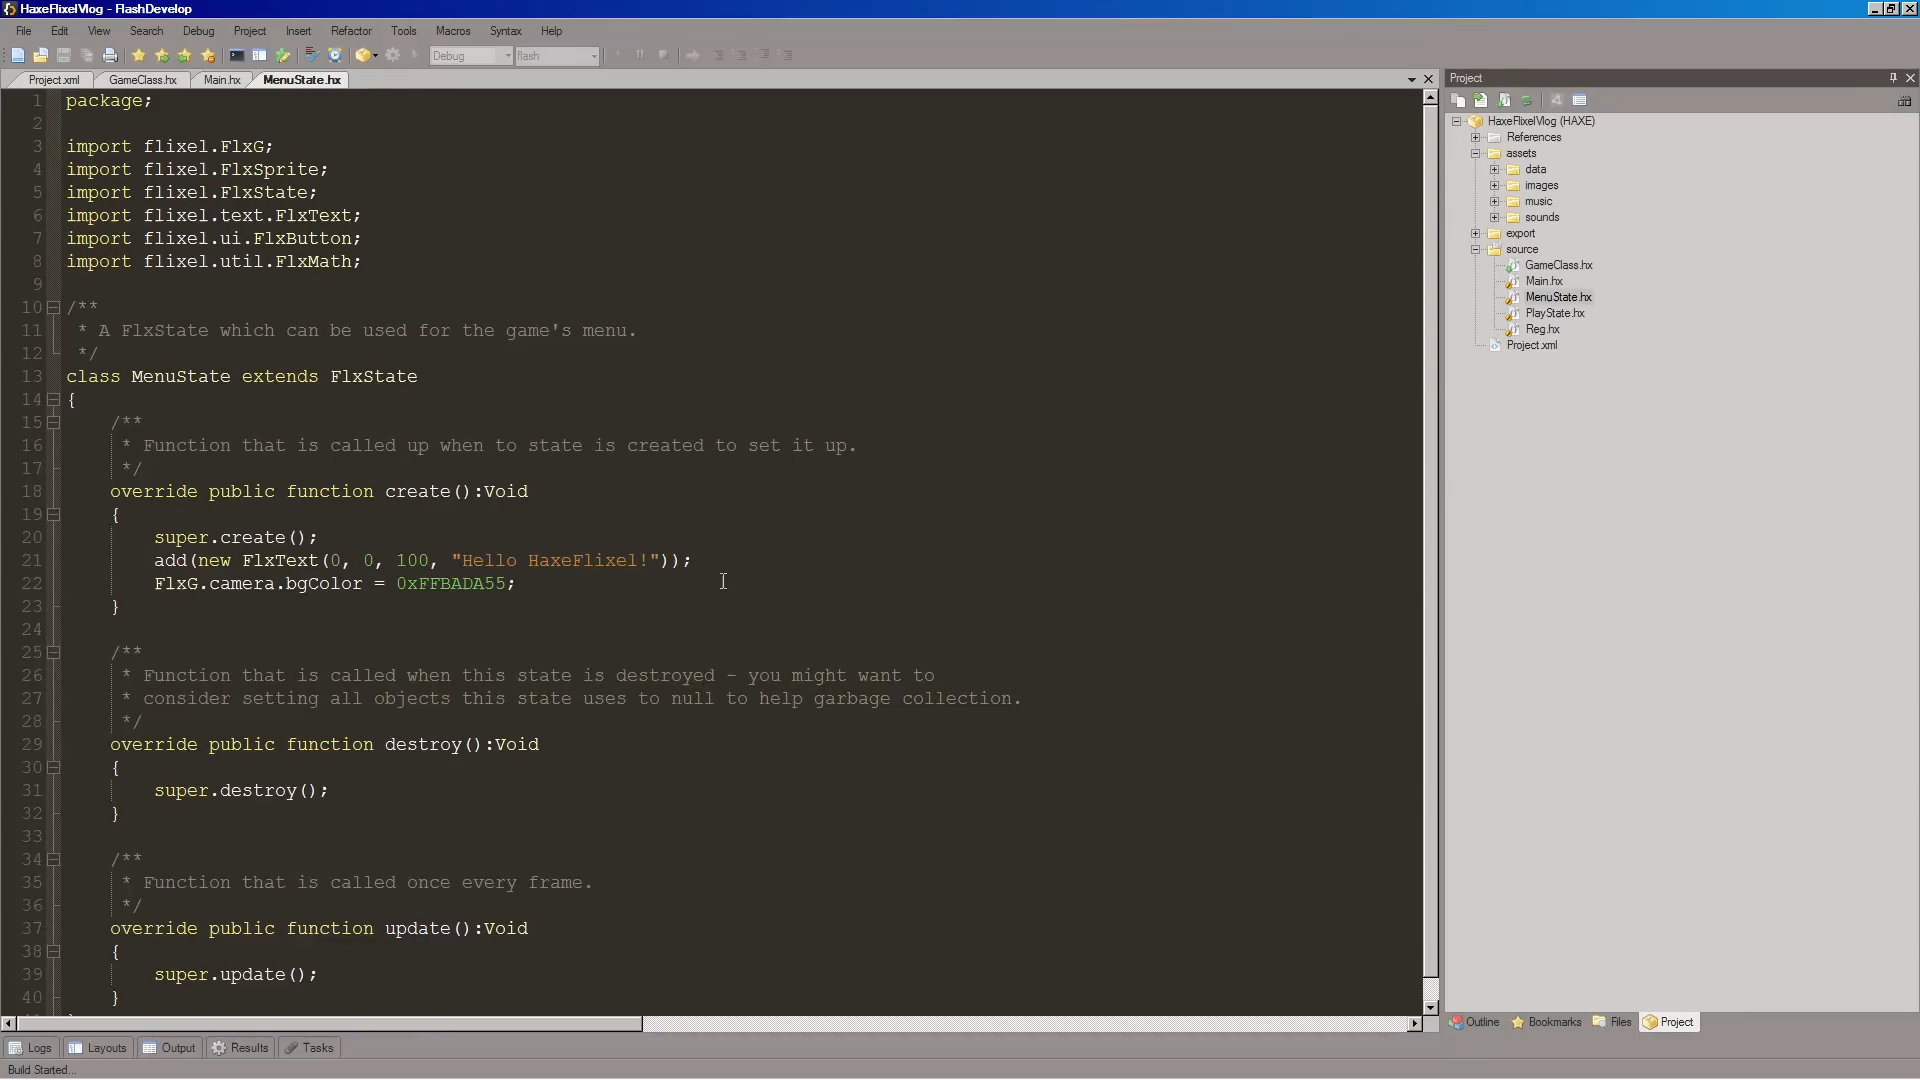 HaxeFlixelVlog - FlashDevelop
File Edit View Search Debug Project Insert Refactor Tools Macros Syntax Help
Debug flash
Project.xml GameClass.hx Main.hx MenuState.hx
1 package;
2
3 import flixel.FlxG;
4 import flixel.FlxSprite;
5 import flixel.FlxState;
6 import flixel.text.FlxText;
7 import flixel.ui.FlxButton;
8 import flixel.util.FlxMath;
9
10 /**
11 * A FlxState which can be used for the game's menu.
12 */
13 class MenuState extends FlxState
14 {
15 /**
16 * Function that is called up when to state is created to set it up.
17 */
18 override public function create():Void
19 {
20 super.create();
21 add(new FlxText(0, 0, 100, "Hello HaxeFlixel!"));
22 FlxG.camera.bgColor = 0xFFBADA55;
23 }
24
25 /**
26 * Function that is called when this state is destroyed - you might want to
27 * consider setting all objects this state uses to null to help garbage collection.
28 */
29 override public function destroy():Void
30 {
31 super.destroy();
32 }
33
34 /**
35 * Function that is called once every frame.
36 */
37 override public function update():Void
38 {
39 super.update();
40 }
Project
HaxeFlixelVlog (HAXE)
References
assets
data
images
music
sounds
export
source
GameClass.hx
Main.hx
MenuState.hx
PlayState.hx
Reg.hx
Project.xml
Outline Bookmarks Files Project
Logs Layouts Output Results Tasks
Build Started...